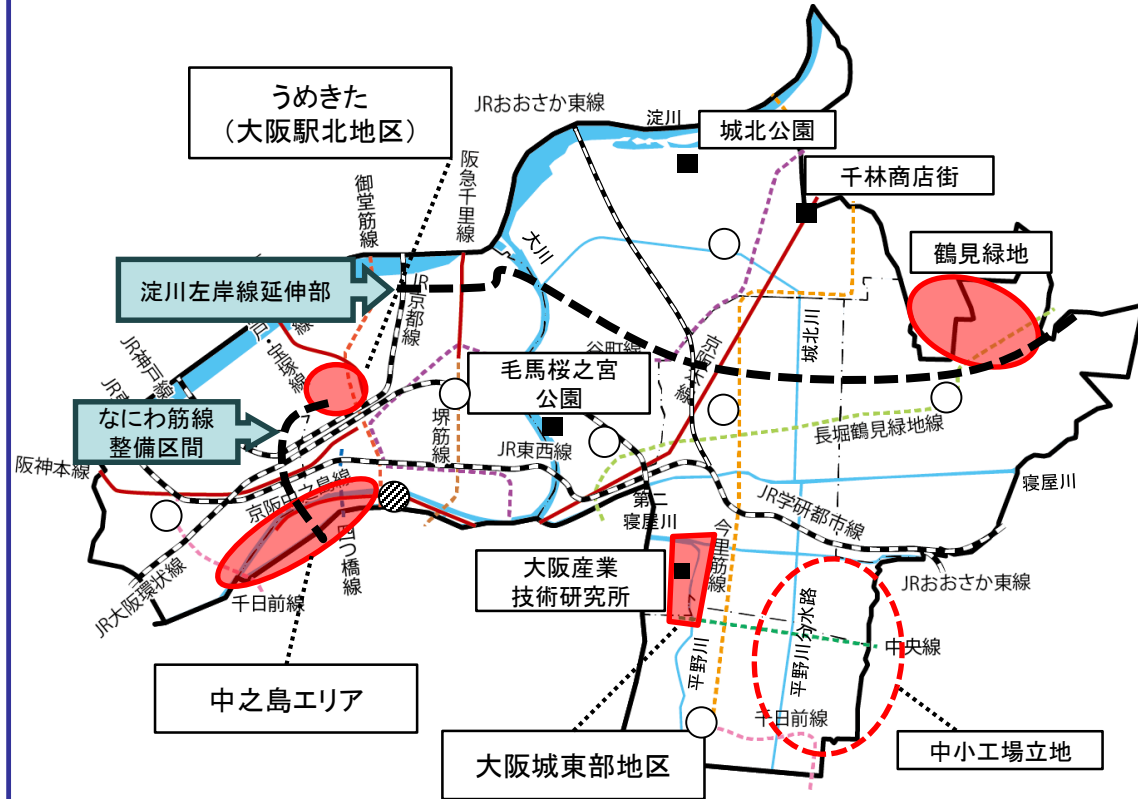 うめきた
（大阪駅北地区）
JRおおさか東線
淀川
城北公園
千林商店街
鶴見緑地
御堂筋線
阪急千里線
大川
淀川左岸線延伸部
JR京都線
宝塚線
JR神戸線
谷町線
京阪本線
城北川
毛馬桜之宮
公園
なにわ筋線
整備区間
堺筋線
JR東西線
長堀鶴見緑地線
阪神本線
京阪中之島線
第二
寝屋川
寝屋川
JR学研都市線
四つ橋線
今里筋線
JR大阪環状線
千日前線
大阪産業
技術研究所
JRおおさか東線
平野川
平野川分水路
中央線
中之島エリア
千日前線
大阪城東部地区
中小工場立地